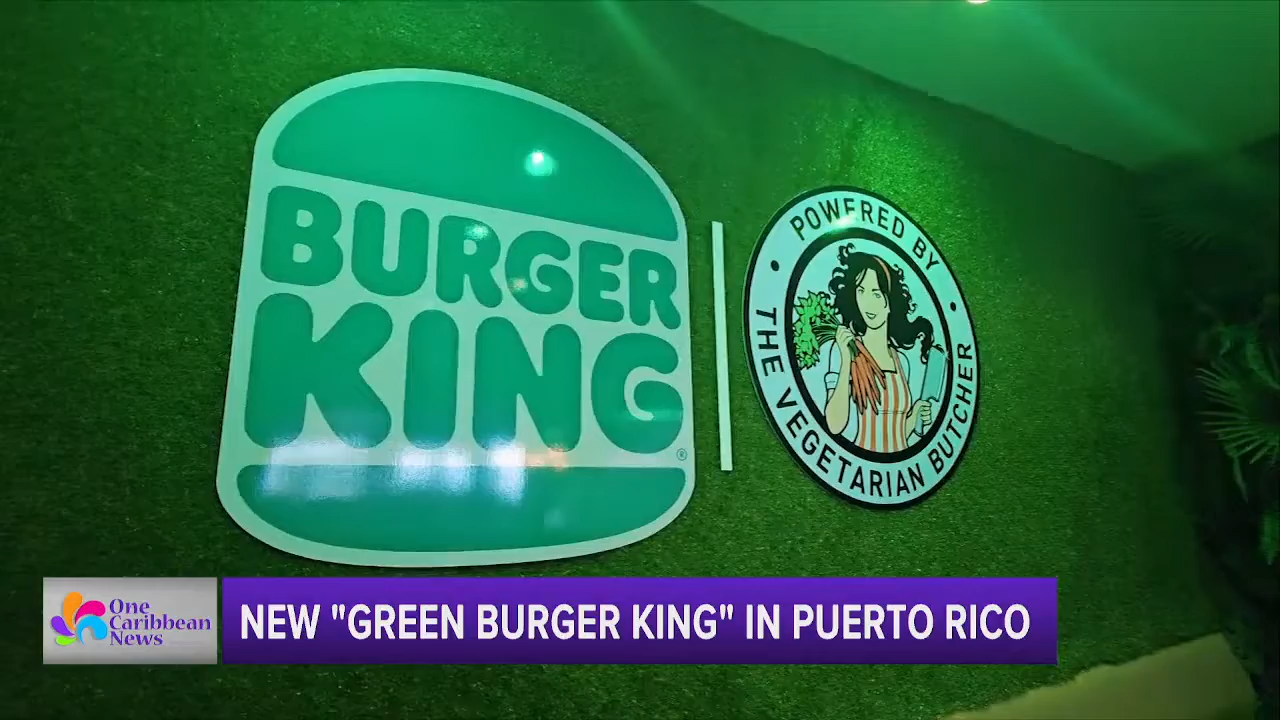 BURGER
KING
®
POWERED BY
• THE VEGETARIAN BUTCHER •
One
Caribbean
News
NEW "GREEN BURGER KING" IN PUERTO RICO